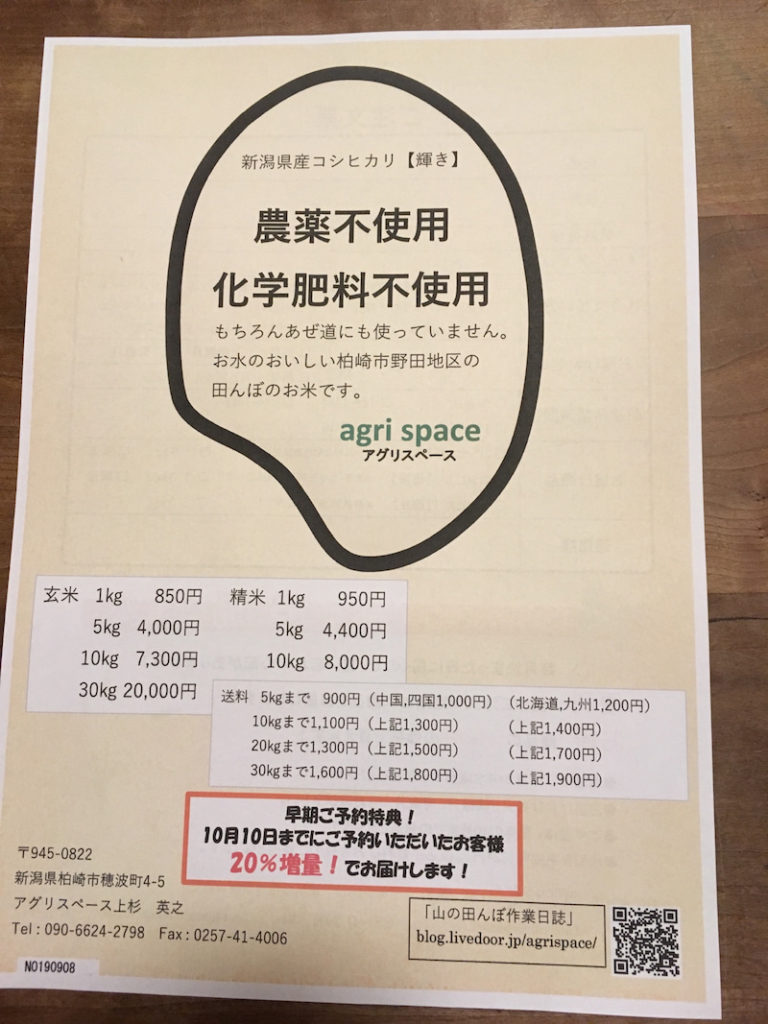 新潟県産コシヒカリ【輝き】
農薬不使用
化学肥料不使用
もちろんあぜ道にも使っていません。
お水のおいしい柏崎市野田地区の
田んぼのお米です。
agri space
アグリスペース
玄米 1kg 850円 精米 1kg 950円
5kg 4,000円 5kg 4,400円
10kg 7,300円 10kg 8,000円
30kg 20,000円
送料 5kgまで 900円（中国,四国1,000円）（北海道,九州1,200円）
10kgまで1,100円（上記1,300円）（上記1,400円）
20kgまで1,300円（上記1,500円）（上記1,700円）
30kgまで1,600円（上記1,800円）（上記1,900円）
早期ご予約特典！
10月10日までにご予約いただいたお客様
20％増量！でお届けします！
〒945-0822
新潟県柏崎市穂波町4-5
アグリスペース上杉 英之
Tel : 090-6624-2798 Fax : 0257-41-4006
「山の田んぼ作業日誌」
blog.livedoor.jp/agrispace/
N0190908